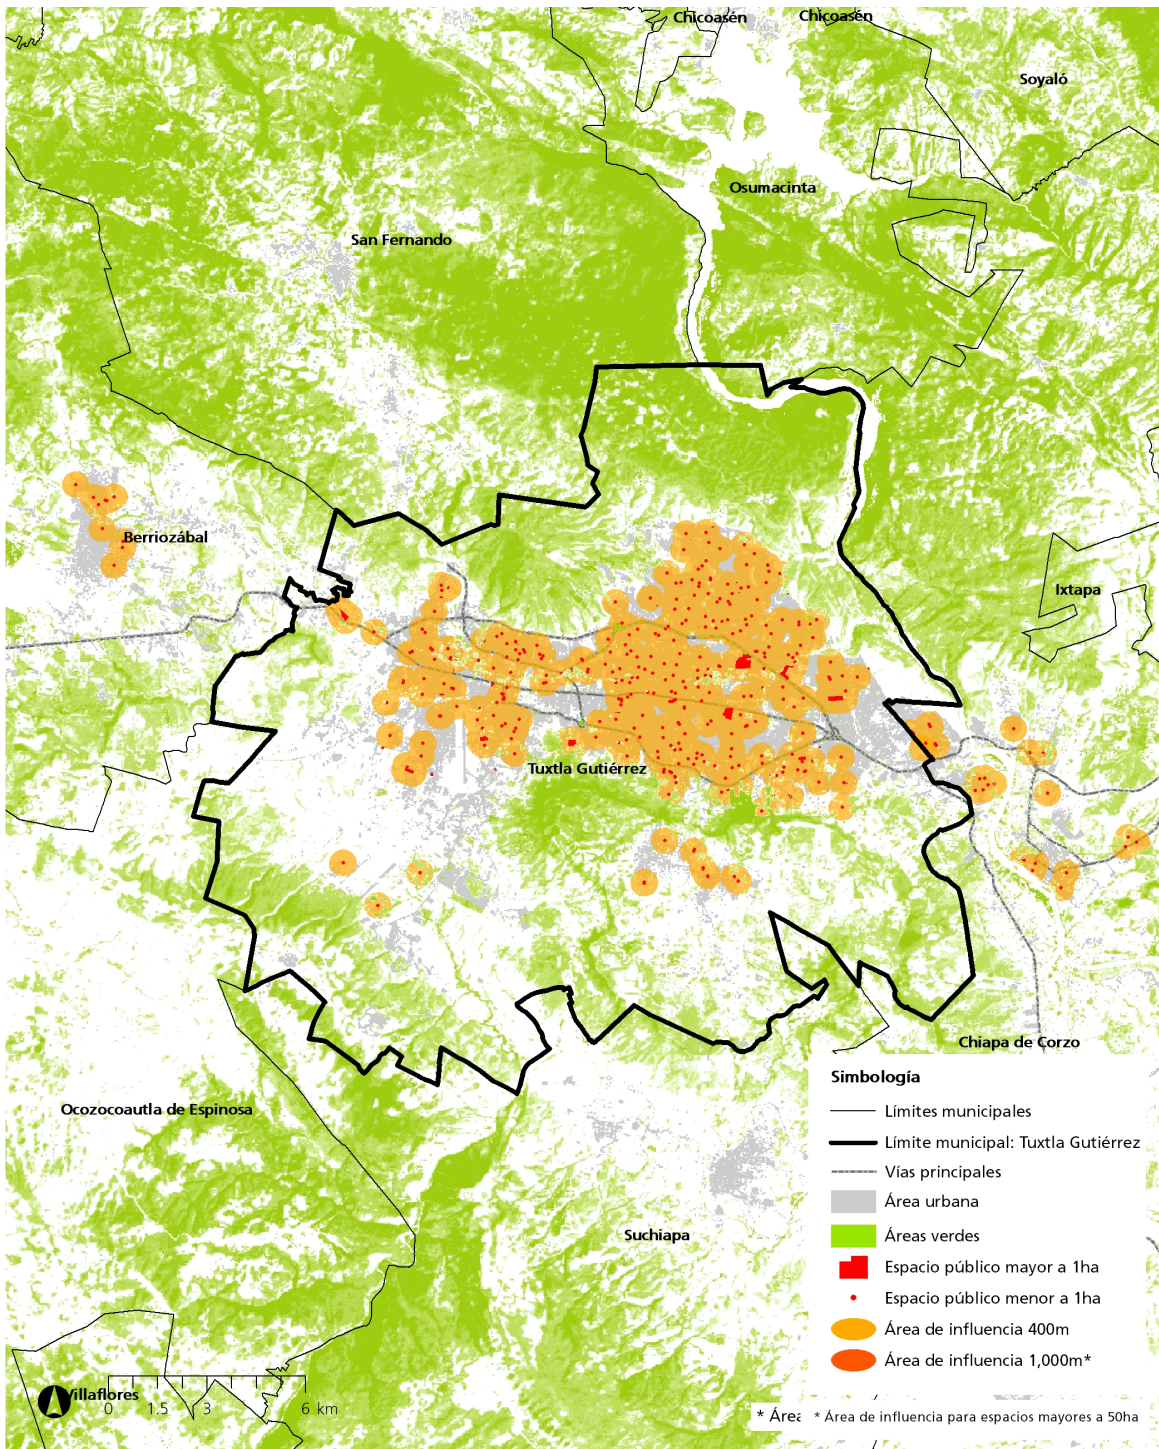 Chicoasén
Chicoasén
Soyaló
Osumacinta
San Fernando
Berriozábal
Ixtapa
Tuxtla Gutiérrez
Chiapa de Corzo
Ocozocoautla de Espinosa
Suchiapa
Villaflores
0 1.5 3 6 km
Simbología
Límites municipales
Límite municipal: Tuxtla Gutiérrez
Vías principales
Área urbana
Áreas verdes
Espacio público mayor a 1ha
Espacio público menor a 1ha
Área de influencia 400m
Área de influencia 1,000m*
* Área
* Área de influencia para espacios mayores a 50ha